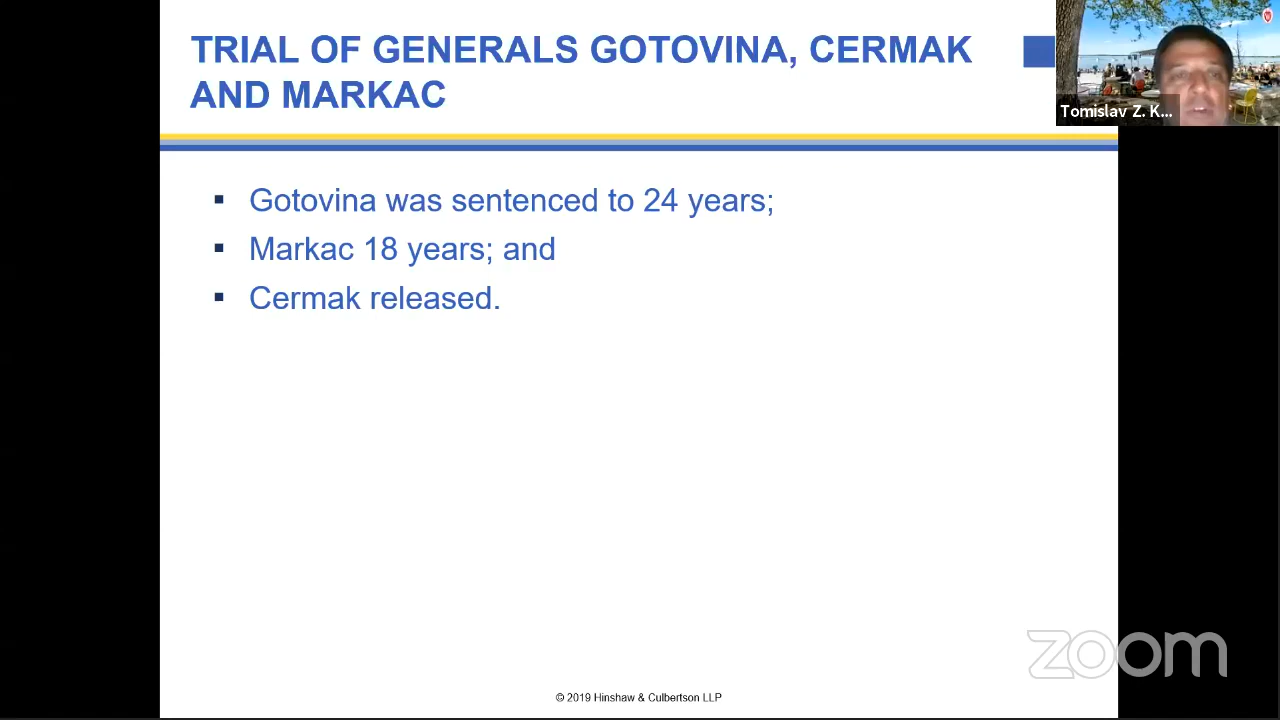 TRIAL OF GENERALS GOTOVINA, CERMAK
AND MARKAC
Tomislav Z. K...
▪ Gotovina was sentenced to 24 years;
▪ Markac 18 years; and
▪ Cermak released.
zoom
© 2019 Hinshaw & Culbertson LLP